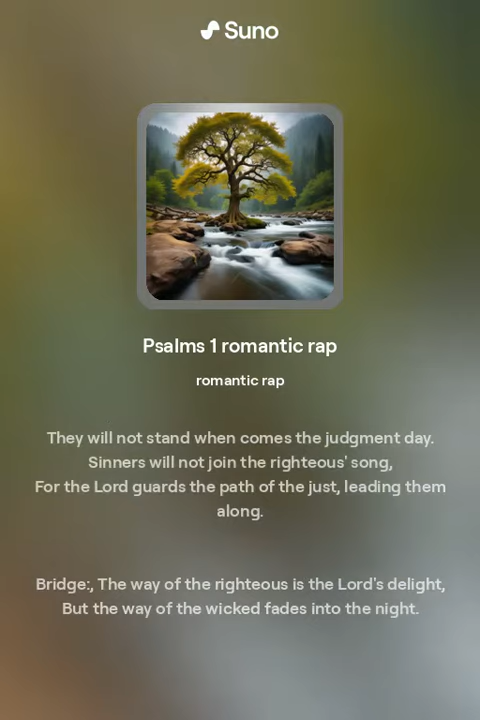 Suno
Psalms 1 romantic rap
romantic rap
They will not stand when comes the judgment day.
Sinners will not join the righteous' song,
For the Lord guards the path of the just, leading them
along.
Bridge:, The way of the righteous is the Lord's delight,
But the way of the wicked fades into the night.